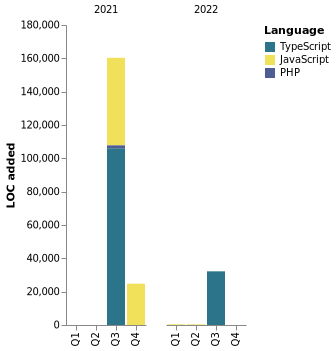 2021 2022
Language
TypeScript
JavaScript
PHP
LOC added
180,000
160,000
140,000
120,000
100,000
80,000
60,000
40,000
20,000
0
Q1 Q2 Q3 Q4 Q1 Q2 Q3 Q4